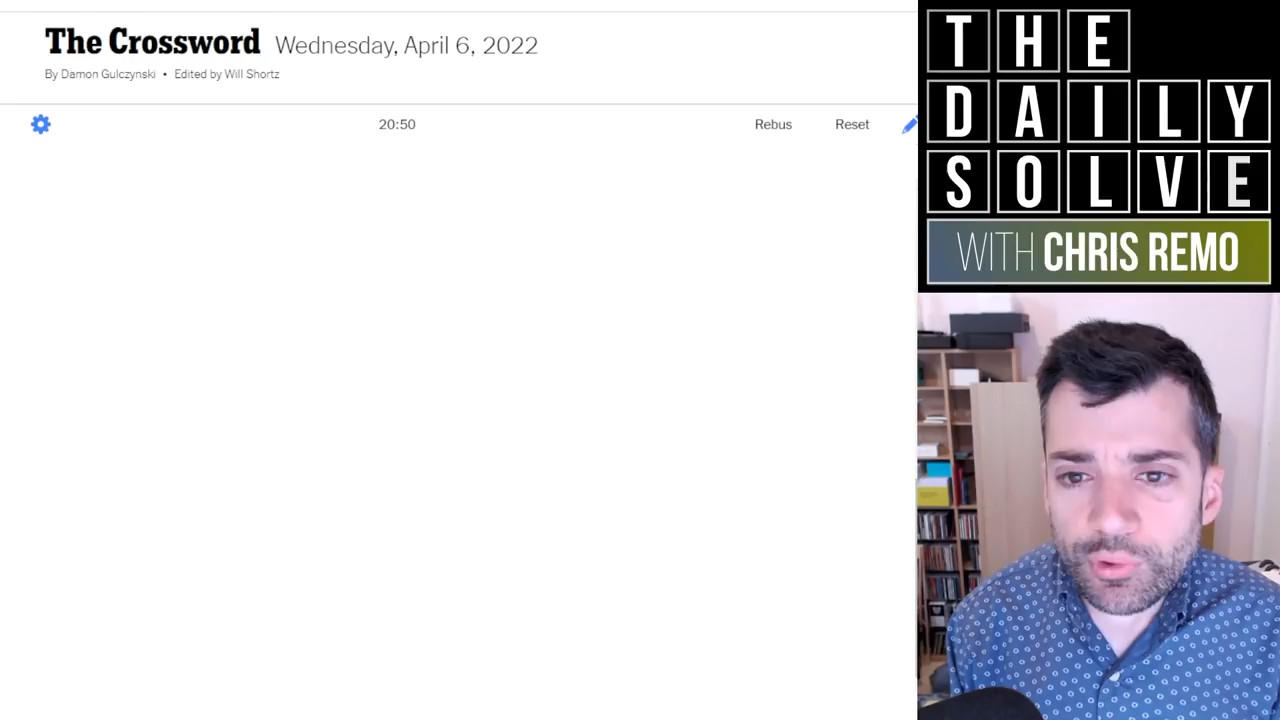 The Crossword Wednesday, April 6, 2022
By Damon Gulczynski • Edited by Will Shortz
20:50 Rebus Reset
THE
DAILY
SOLVE
WITH CHRIS REMO